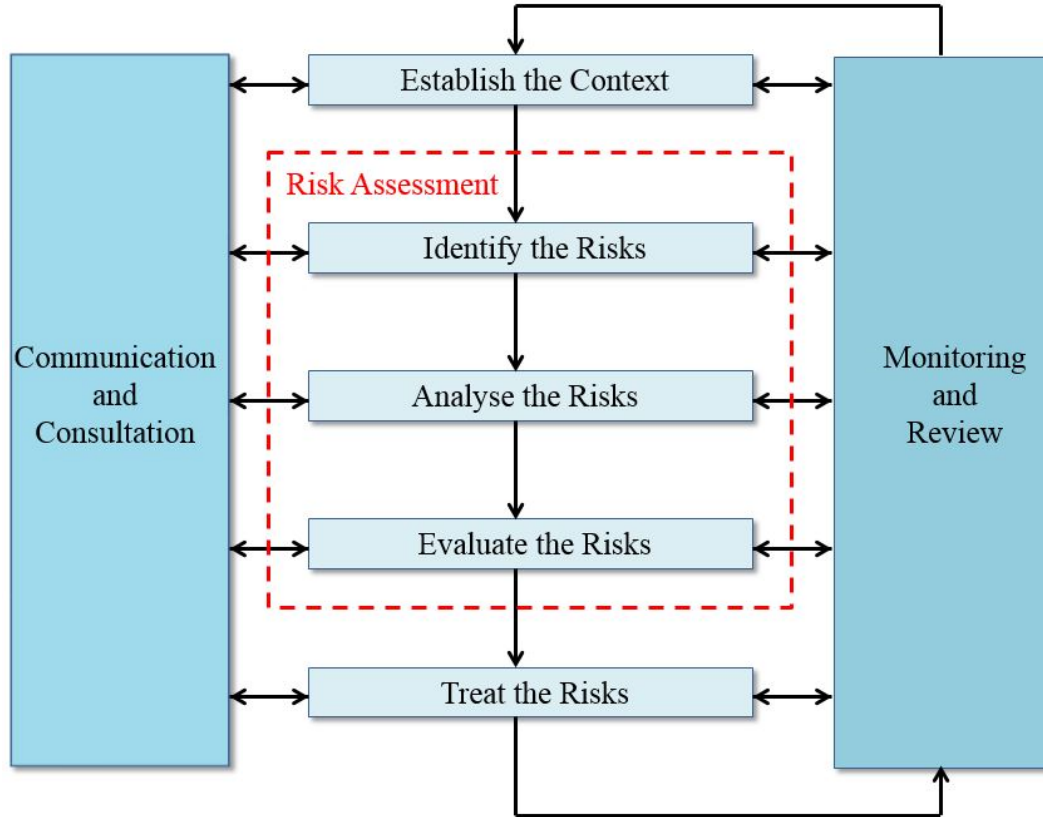 Establish the Context
Risk Assessment
Identify the Risks
Communication
and
Consultation
Analyse the Risks
Monitoring
and
Review
Evaluate the Risks
Treat the Risks